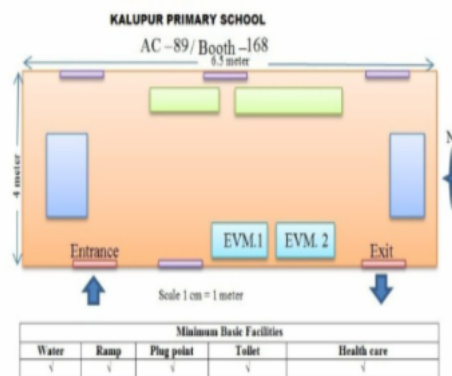 KALUPUR PRIMARY SCHOOL
AC –89/ Booth –168
6.5 meter
4 meter
N
EVM.1 EVM. 2
Entrance Exit
Scale 1 cm = 1 meter
Minimum Basic Facilities
Water Ramp Plug point Toilet Health care
√ √ √ √ √